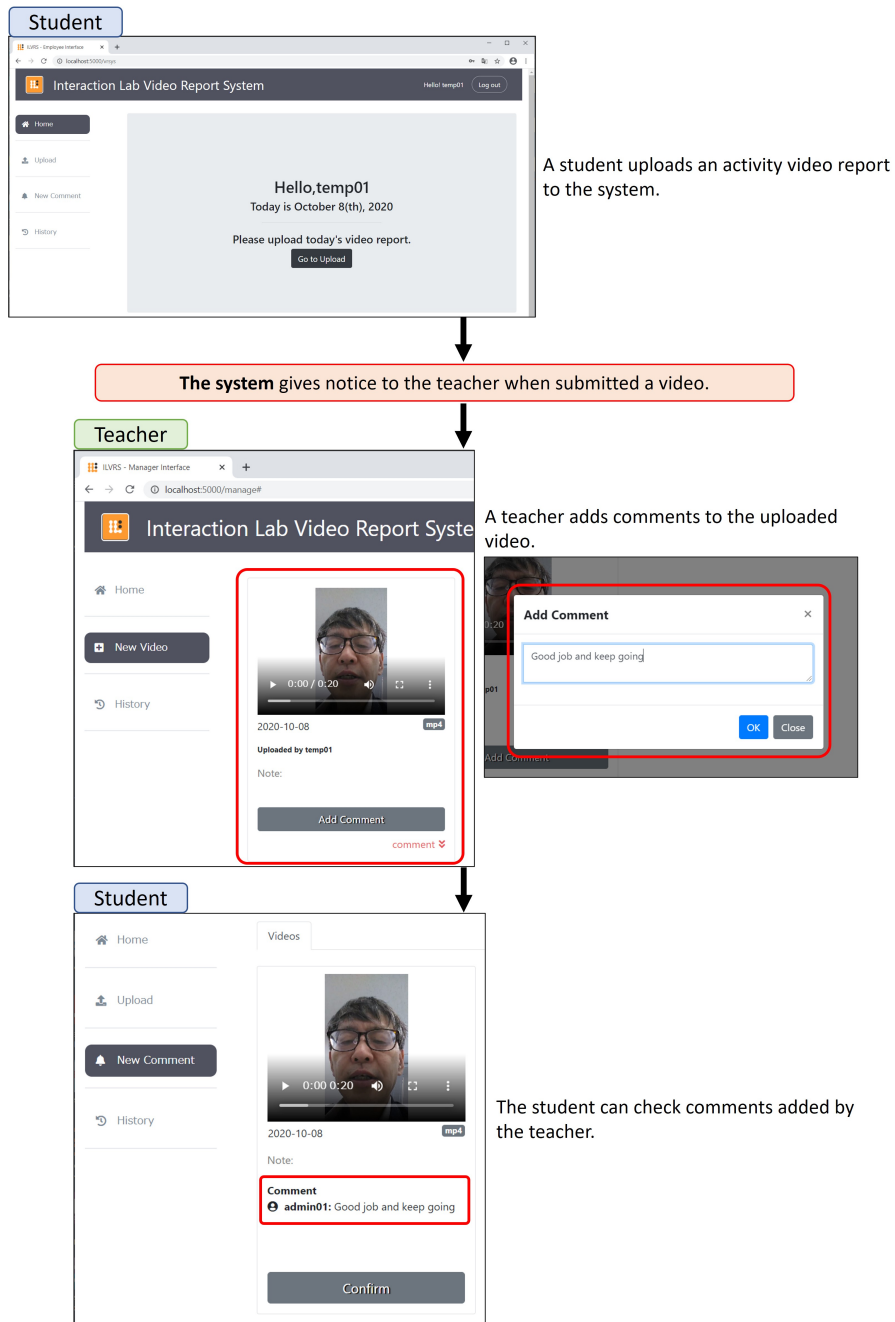 Student
ILVRS - Employee Interface
localhost:5000/vrsys
Interaction Lab Video Report System
Hello! temp01
Log out
Home
Upload
New Comment
History
Hello,temp01
Today is October 8(th), 2020
Please upload today's video report.
Go to Upload
A student uploads an activity video report
to the system.
The system gives notice to the teacher when submitted a video.
Teacher
ILVRS - Manager Interface
localhost:5000/manage#
Interaction Lab Video Report Syste
Home
New Video
History
0:00 / 0:20
2020-10-08
mp4
Uploaded by temp01
Note:
Add Comment
comment
A teacher adds comments to the uploaded
video.
0:20
p01
Add Comment
Add Comment
Good job and keep going
OK
Close
Student
Home
Upload
New Comment
History
Videos
0:00 0:20
2020-10-08
mp4
Note:
Comment
admin01: Good job and keep going
Confirm
The student can check comments added by
the teacher.